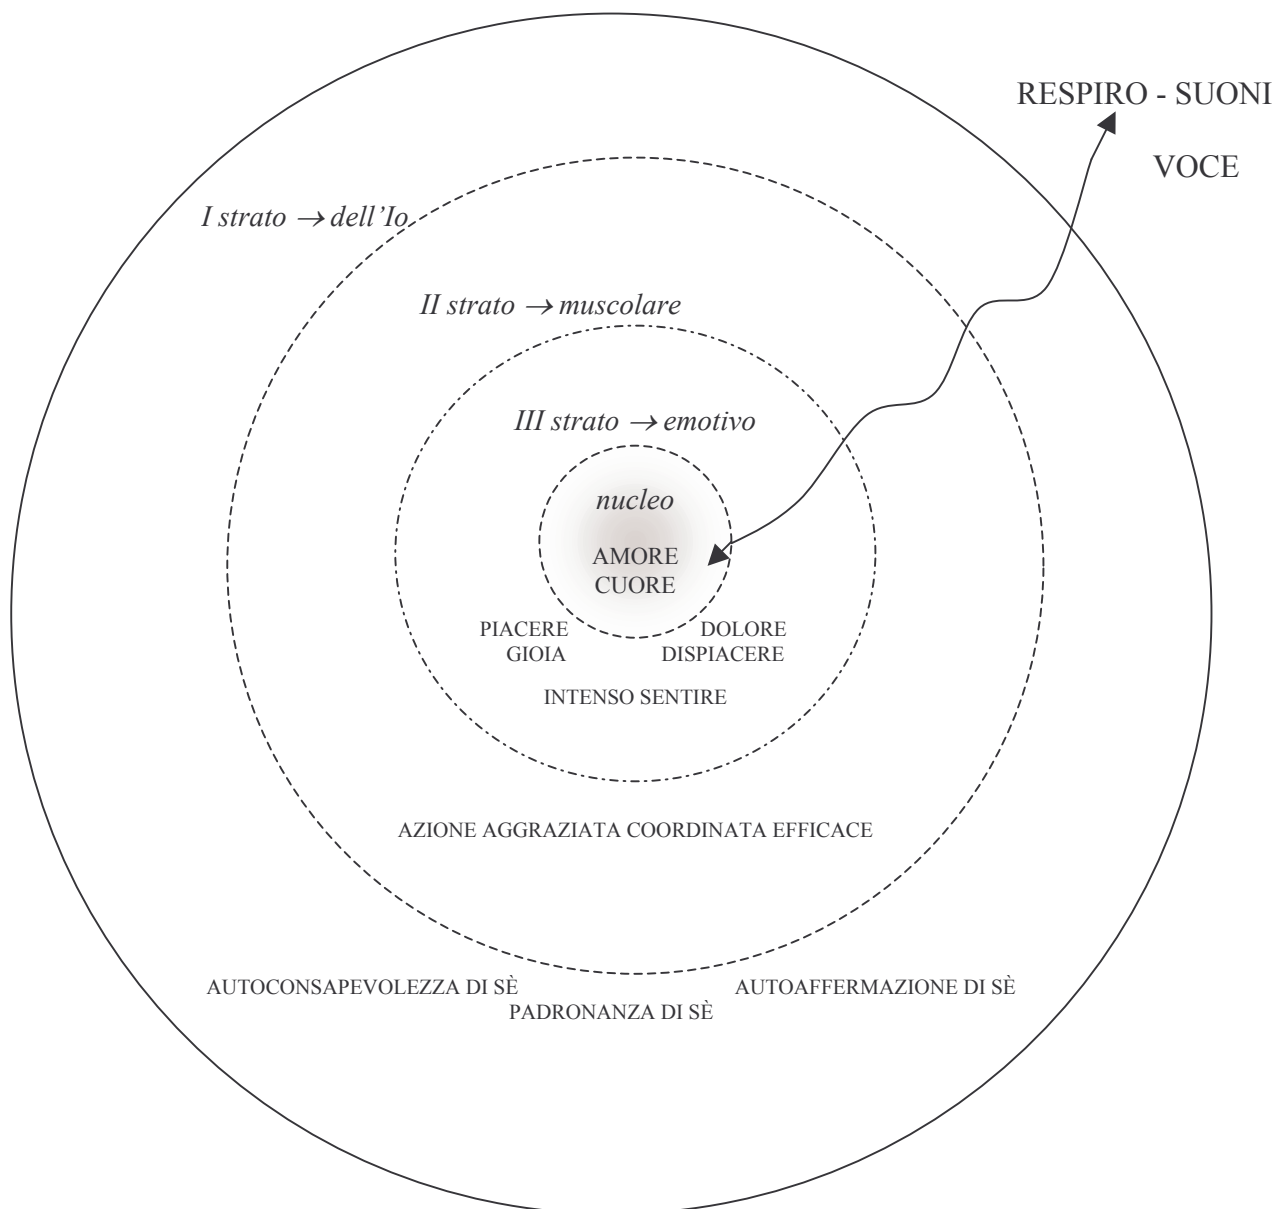 RESPIRO - SUONI
VOCE
I strato → dell’Io
II strato → muscolare
III strato → emotivo
nucleo
AMORE
CUORE
PIACERE DOLORE
GIOIA DISPIACERE
INTENSO SENTIRE
AZIONE AGGRAZIATA COORDINATA EFFICACE
AUTOCONSAPEVOLEZZA DI SÈ AUTOAFFERMAZIONE DI SÈ
PADRONANZA DI SÈ